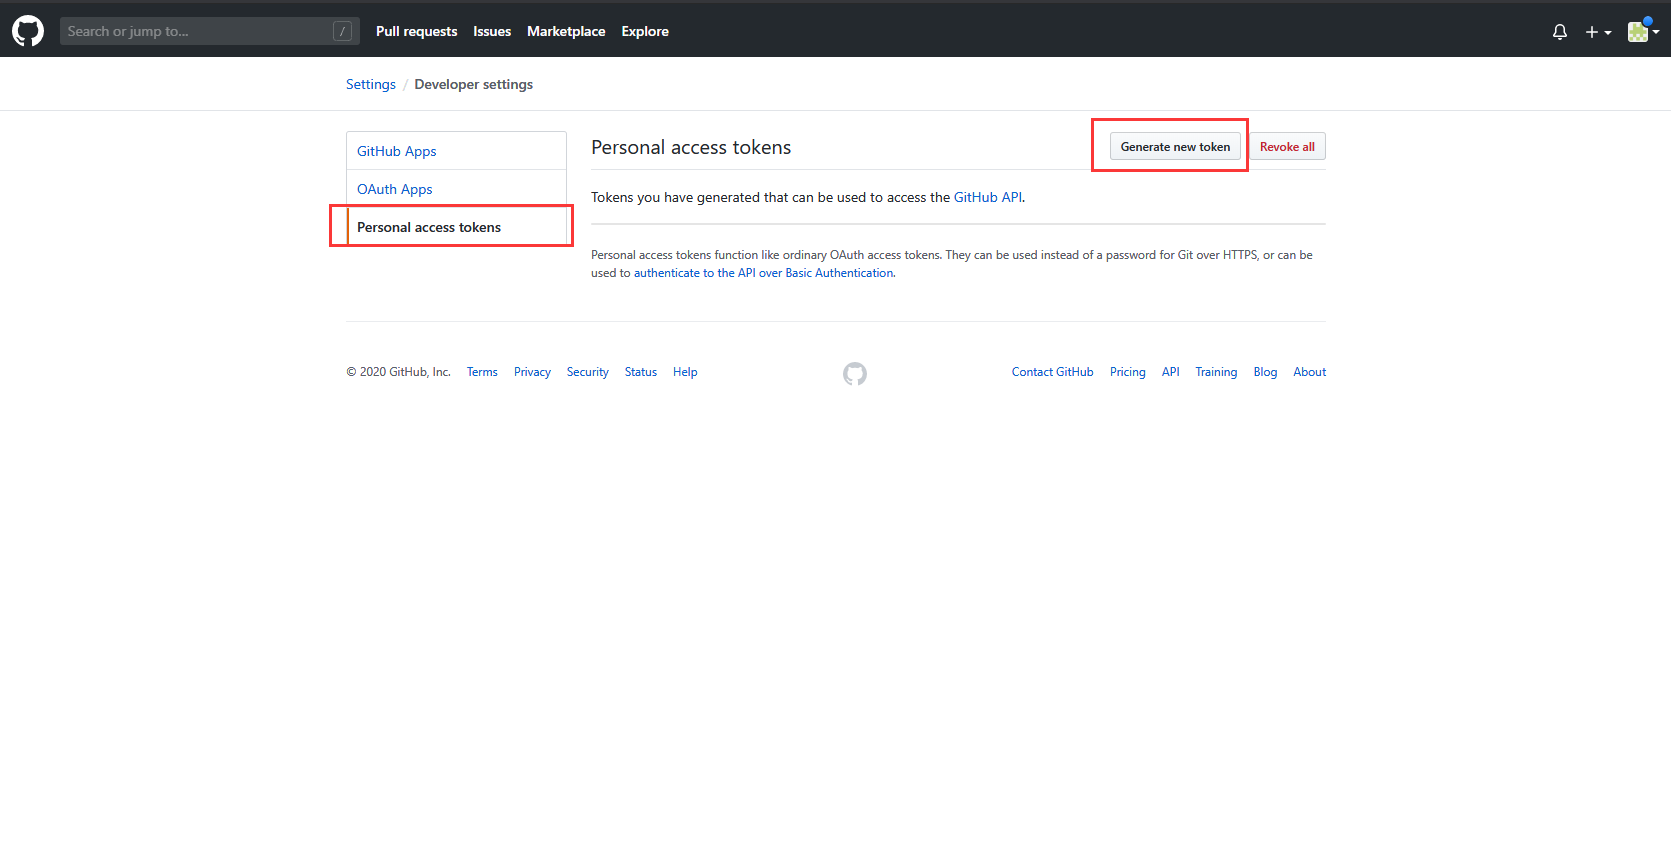 Search or jump to... /
Pull requests Issues Marketplace Explore
Settings / Developer settings
GitHub Apps
OAuth Apps
Personal access tokens
Personal access tokens
Generate new token
Revoke all
Tokens you have generated that can be used to access the GitHub API.
Personal access tokens function like ordinary OAuth access tokens. They can be used instead of a password for Git over HTTPS, or can be
used to authenticate to the API over Basic Authentication.
© 2020 GitHub, Inc. Terms Privacy Security Status Help
Contact GitHub Pricing API Training Blog About